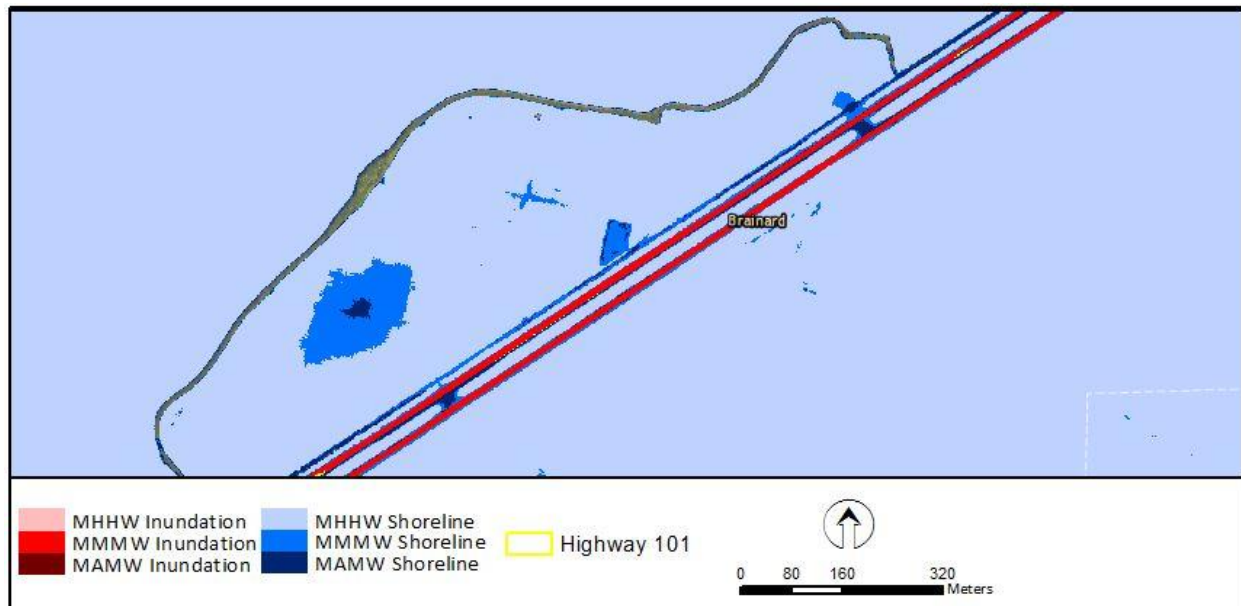 Brainard
MHHW Inundation
MMMW Inundation
MAMW Inundation
MHHW Shoreline
MMMW Shoreline
MAMW Shoreline
Highway 101
0 80 160 320
Meters